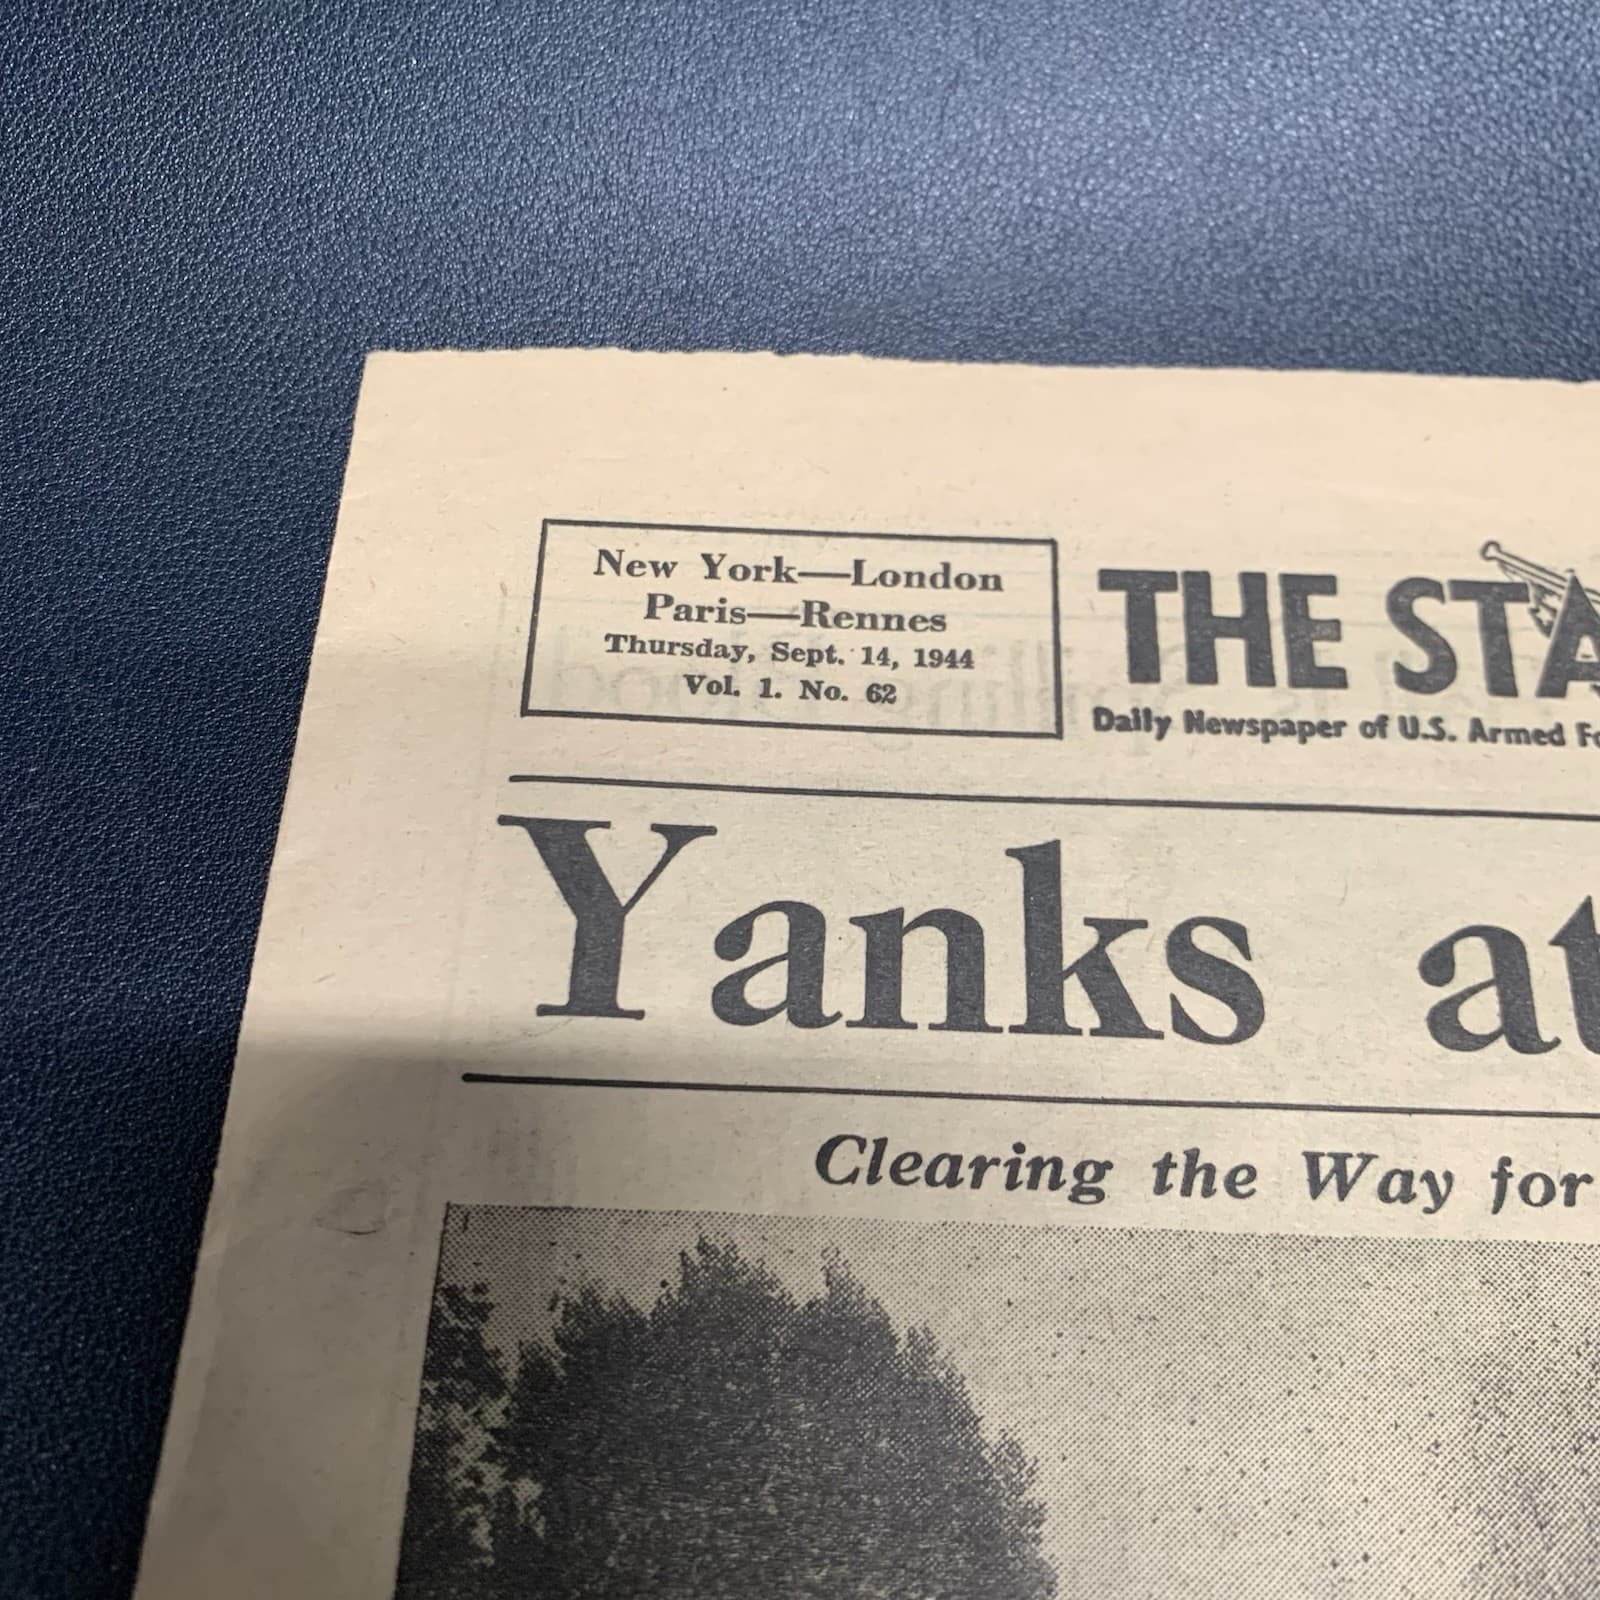 New York—London
Paris—Rennes
Thursday, Sept. 14, 1944
Vol. 1. No. 62
THE STA
Daily Newspaper of U.S. Armed Fo
Yanks at
Clearing the Way for